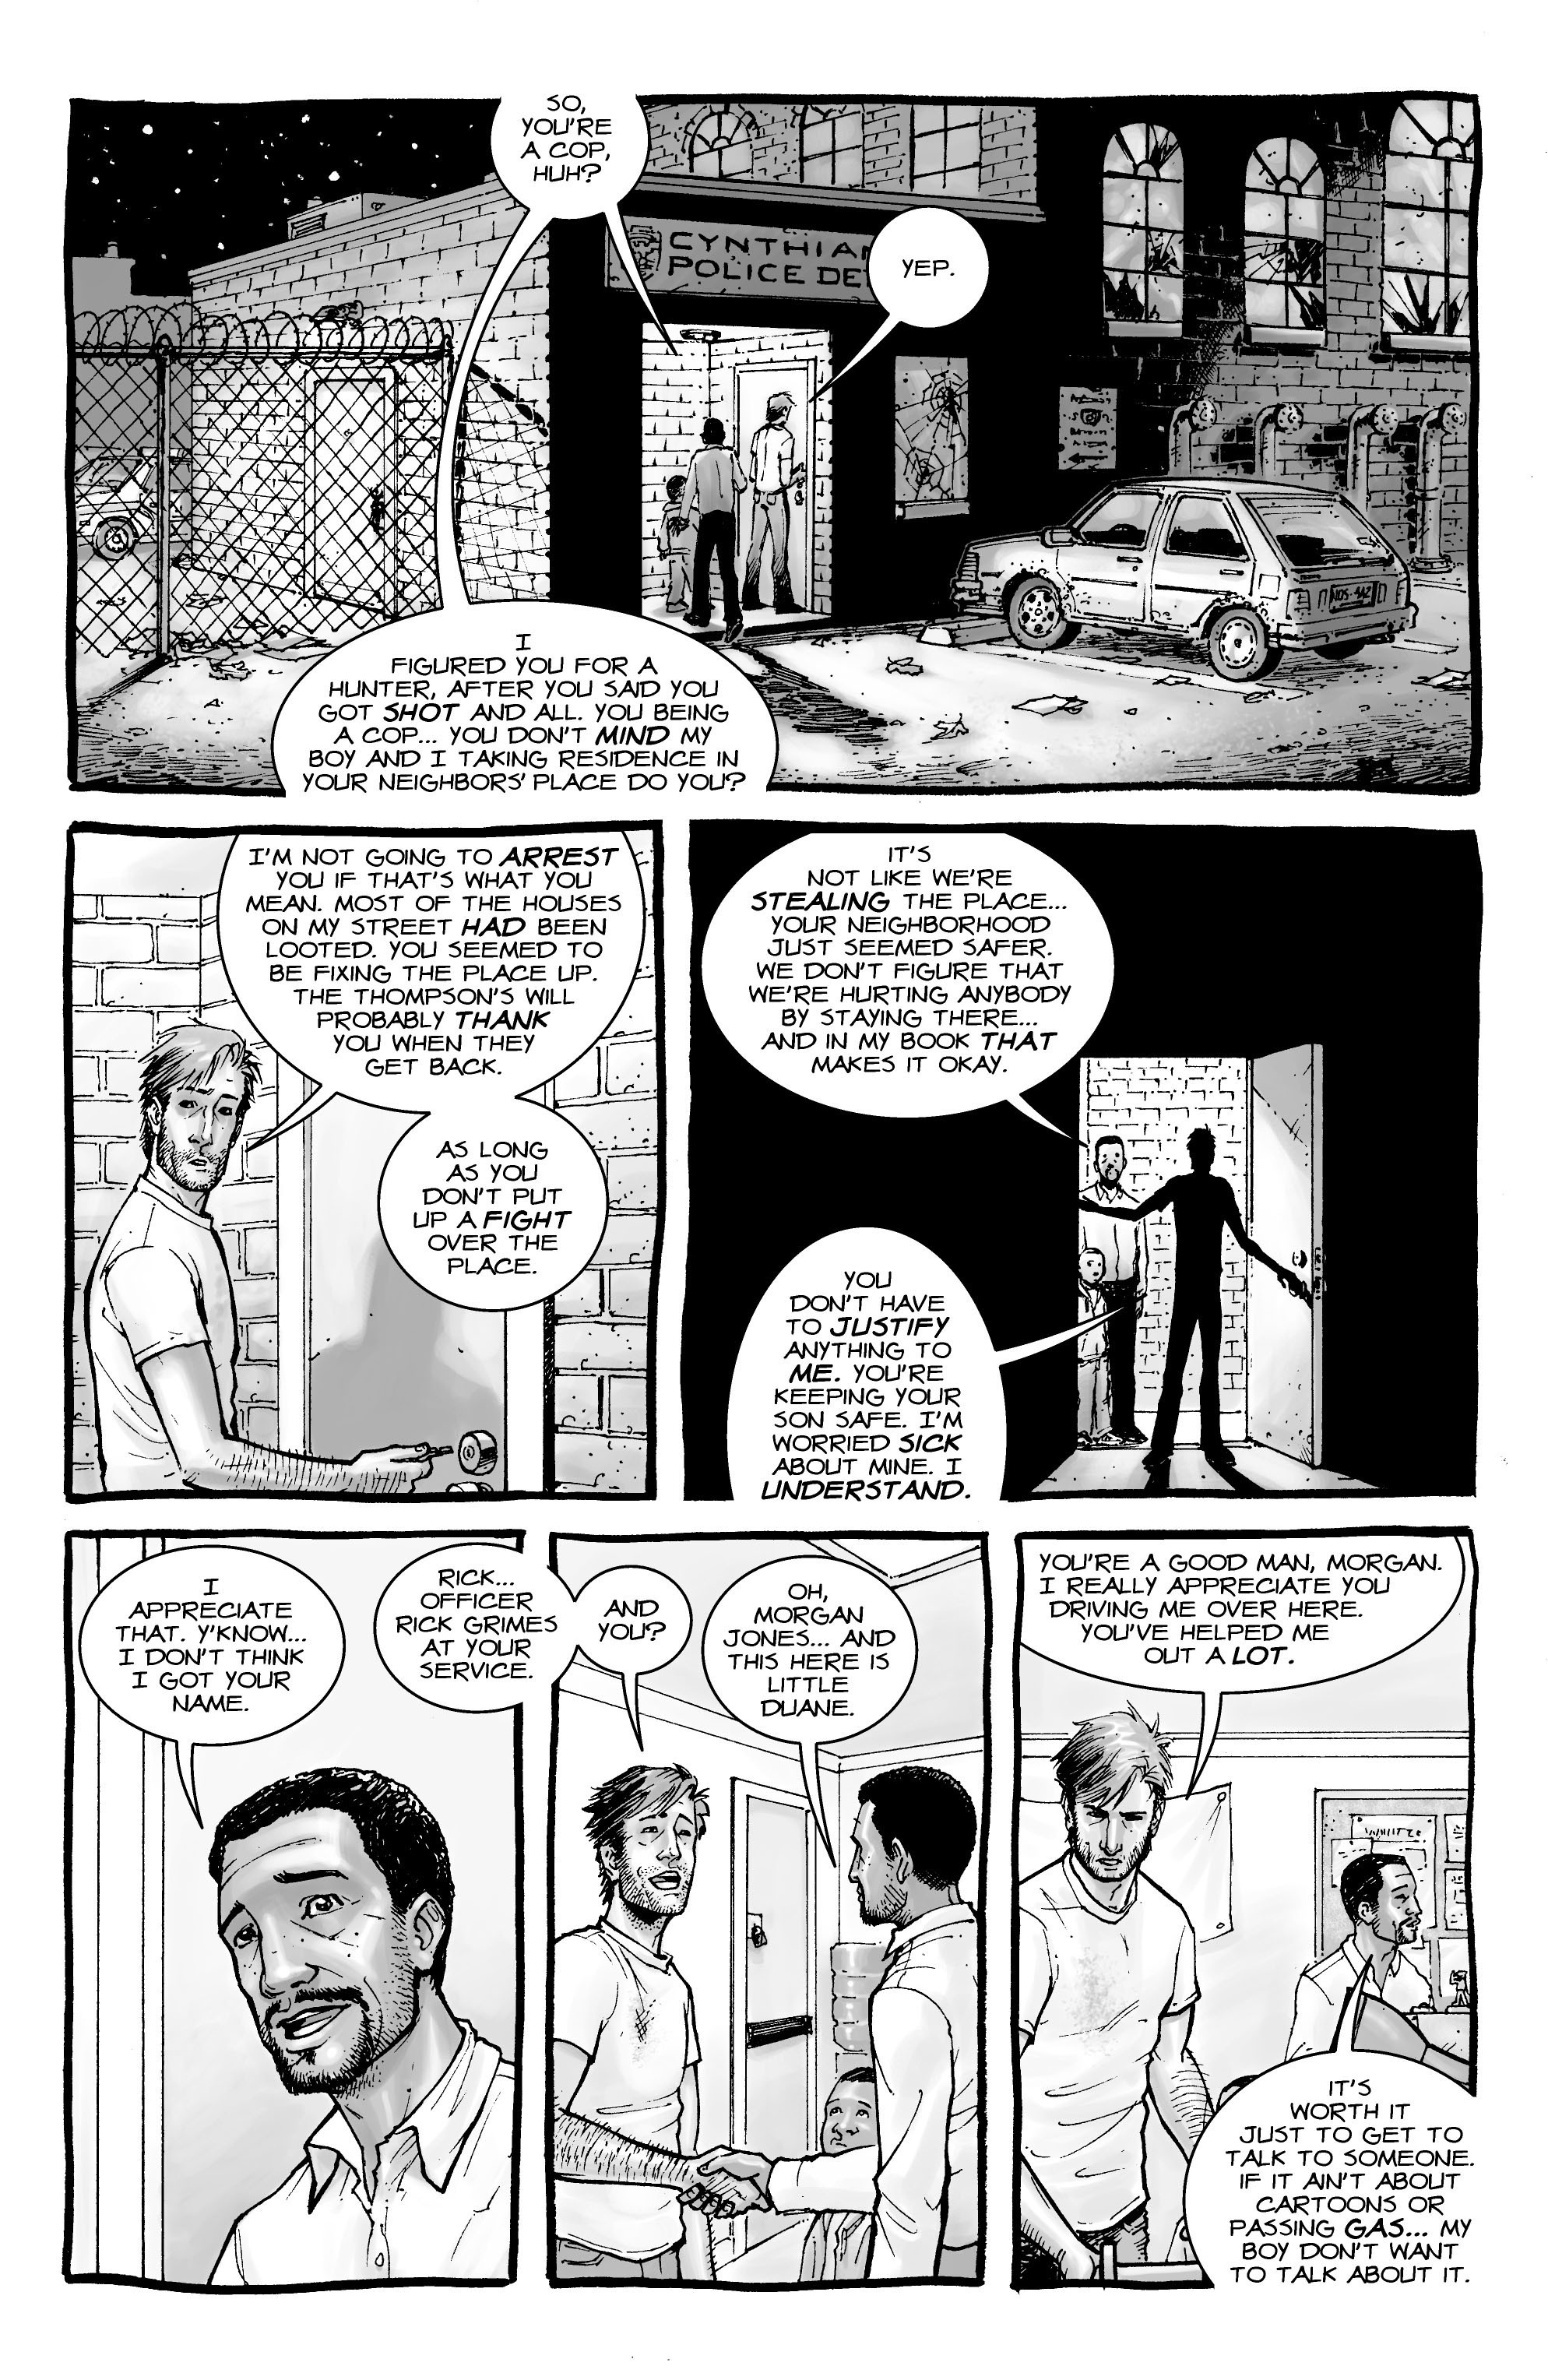 SO,
YOU'RE
A COP,
HUH?
CYNTHIAN
POLICE DE
YEP.
NDS-442
I
FIGURED YOU FOR A
HUNTER, AFTER YOU SAID YOU
GOT SHOT AND ALL. YOU BEING
A COP... YOU DON'T MIND MY
BOY AND I TAKING RESIDENCE IN
YOUR NEIGHBORS' PLACE DO YOU?
I'M NOT GOING TO ARREST
YOU IF THAT'S WHAT YOU
MEAN. MOST OF THE HOUSES
ON MY STREET HAD BEEN
LOOTED. YOU SEEMED TO
BE FIXING THE PLACE UP.
THE THOMPSON'S WILL
PROBABLY THANK
YOU WHEN THEY
GET BACK.
AS LONG
AS YOU
DON'T PUT
UP A FIGHT
OVER THE
PLACE.
IT'S
NOT LIKE WE'RE
STEALING THE PLACE...
YOUR NEIGHBORHOOD
JUST SEEMED SAFER.
WE DON'T FIGURE THAT
WE'RE HURTING ANYBODY
BY STAYING THERE...
AND IN MY BOOK THAT
MAKES IT OKAY.
YOU
DON'T HAVE
TO JUSTIFY
ANYTHING TO
ME. YOU'RE
KEEPING YOUR
SON SAFE. I'M
WORRIED SICK
ABOUT MINE. I
UNDERSTAND.
I
APPRECIATE
THAT. Y'KNOW...
I DON'T THINK
I GOT YOUR
NAME.
RICK...
OFFICER
RICK GRIMES
AT YOUR
SERVICE.
AND
YOU?
OH,
MORGAN
JONES... AND
THIS HERE IS
LITTLE
DUANE.
YOU'RE A GOOD MAN, MORGAN.
I REALLY APPRECIATE YOU
DRIVING ME OVER HERE.
YOU'VE HELPED ME
OUT A LOT.
IT'S
WORTH IT
JUST TO GET TO
TALK TO SOMEONE.
IF IT AIN'T ABOUT
CARTOONS OR
PASSING GAS... MY
BOY DON'T WANT
TO TALK ABOUT IT.